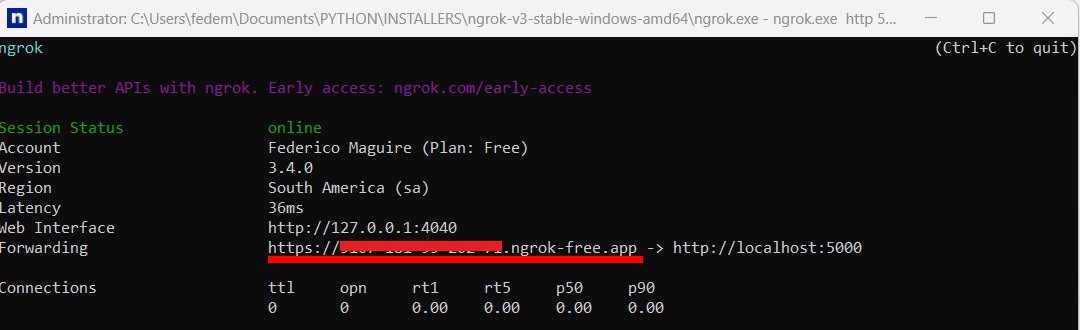 n Administrator: C:\Users\fedem\Documents\PYTHON\INSTALLERS\ngrok-v3-stable-windows-amd64\ngrok.exe - ngrok.exe http 5...
ngrok (Ctrl+C to quit)
Build better APIs with ngrok. Early access: ngrok.com/early-access
Session Status online
Account Federico Maguire (Plan: Free)
Version 3.4.0
Region South America (sa)
Latency 36ms
Web Interface http://127.0.0.1:4040
Forwarding https:// .ngrok-free.app -> http://localhost:5000
Connections ttl opn rt1 rt5 p50 p90
0 0 0.00 0.00 0.00 0.00